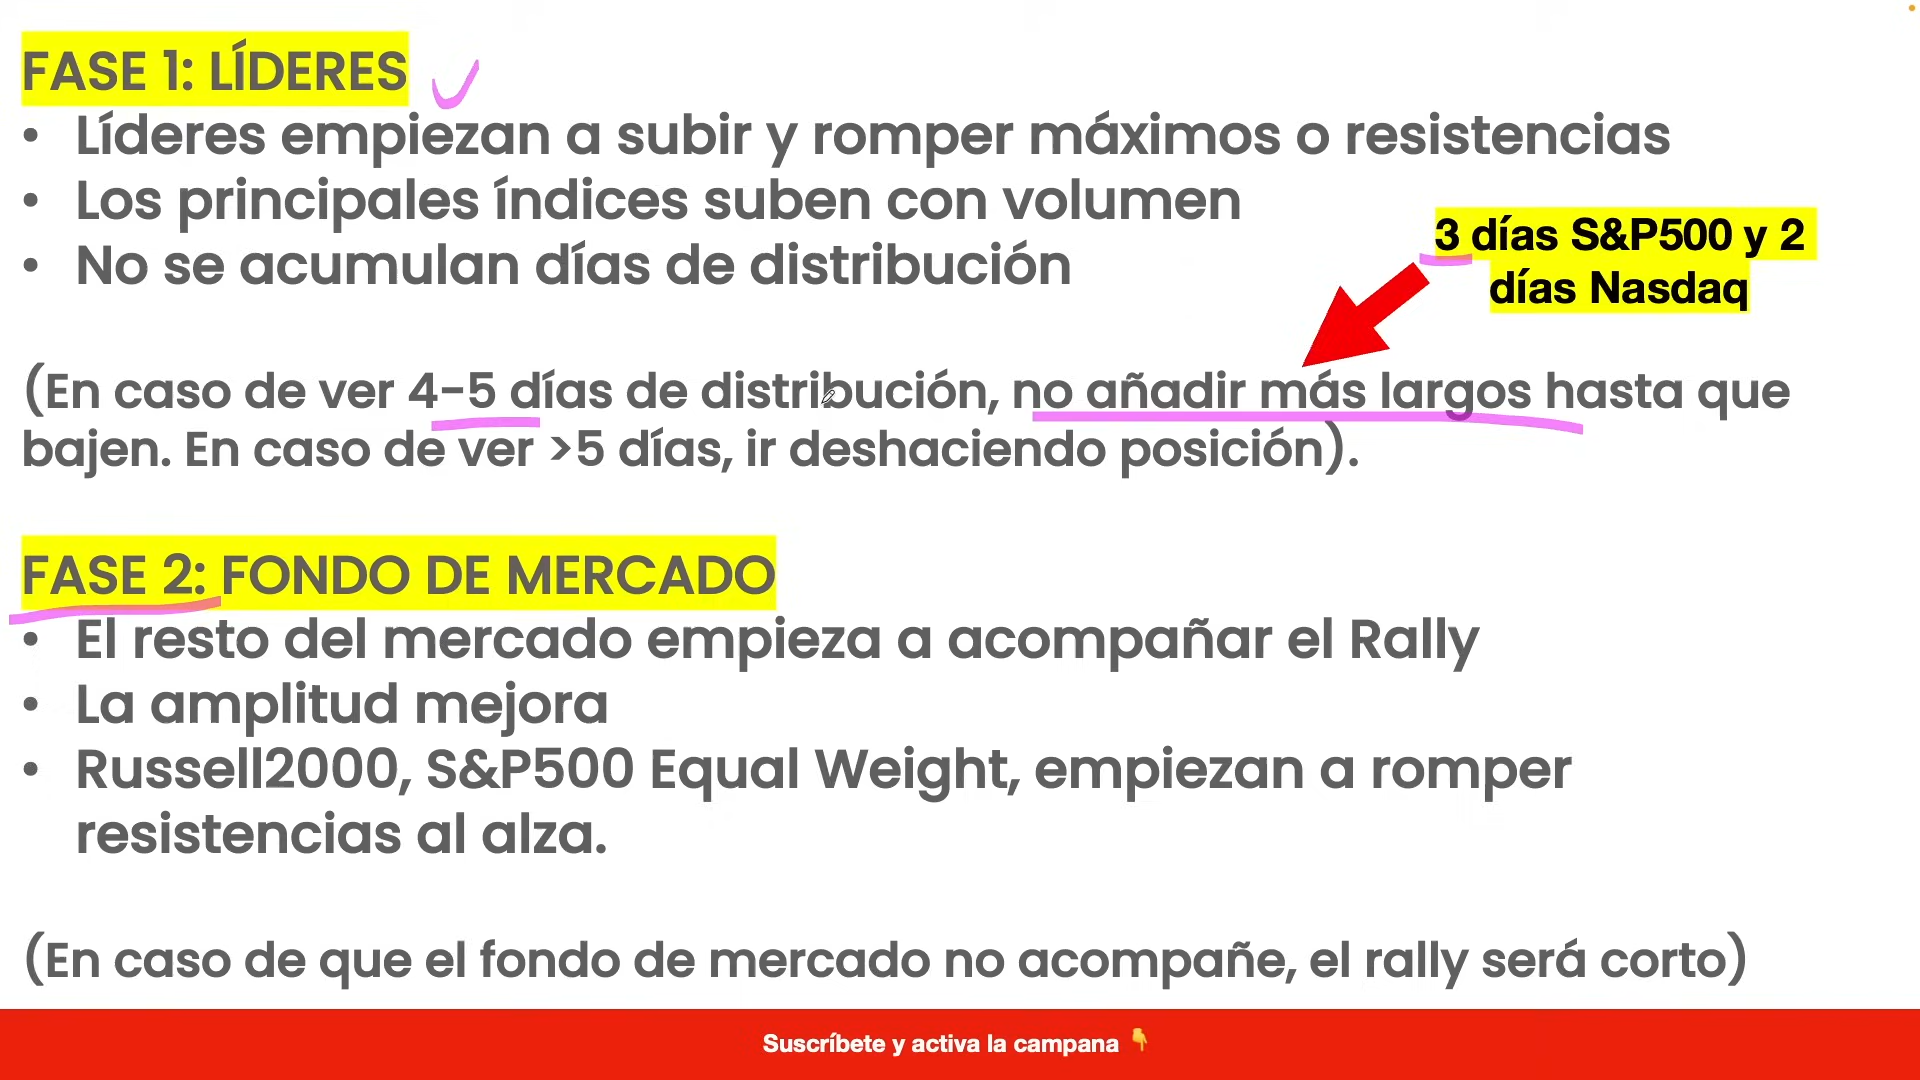 FASE 1: LÍDERES
• Líderes empiezan a subir y romper máximos o resistencias
• Los principales índices suben con volumen
• No se acumulan días de distribución
3 días S&P500 y 2
días Nasdaq
(En caso de ver 4-5 días de distribución, no añadir más largos hasta que
bajen. En caso de ver >5 días, ir deshaciendo posición).
FASE 2: FONDO DE MERCADO
• El resto del mercado empieza a acompañar el Rally
• La amplitud mejora
• Russell2000, S&P500 Equal Weight, empiezan a romper
resistencias al alza.
(En caso de que el fondo de mercado no acompañe, el rally será corto)
Suscríbete y activa la campana 👇